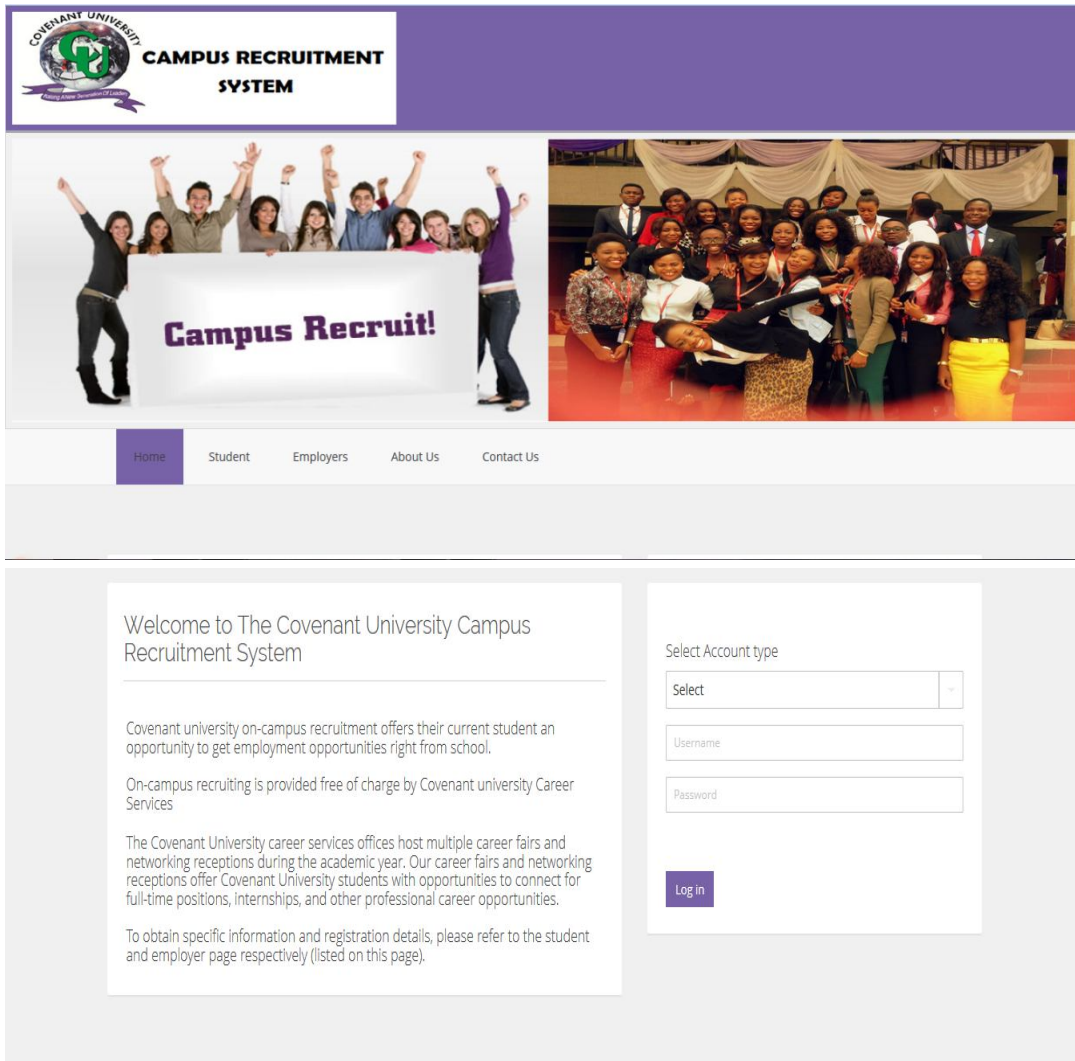 COVENANT UNIVERSITY
Raising A New Generation Of Leaders
CAMPUS RECRUITMENT
SYSTEM
Campus Recruit!
Home Student Employers About Us Contact Us
Welcome to The Covenant University Campus
Recruitment System
Covenant university on-campus recruitment offers their current student an
opportunity to get employment opportunities right from school.
On-campus recruiting is provided free of charge by Covenant university Career
Services
The Covenant University career services offices host multiple career fairs and
networking receptions during the academic year. Our career fairs and networking
receptions offer Covenant University students with opportunities to connect for
full-time positions, internships, and other professional career opportunities.
To obtain specific information and registration details, please refer to the student
and employer page respectively (listed on this page).
Select Account type
Select
Username
Password
Log in